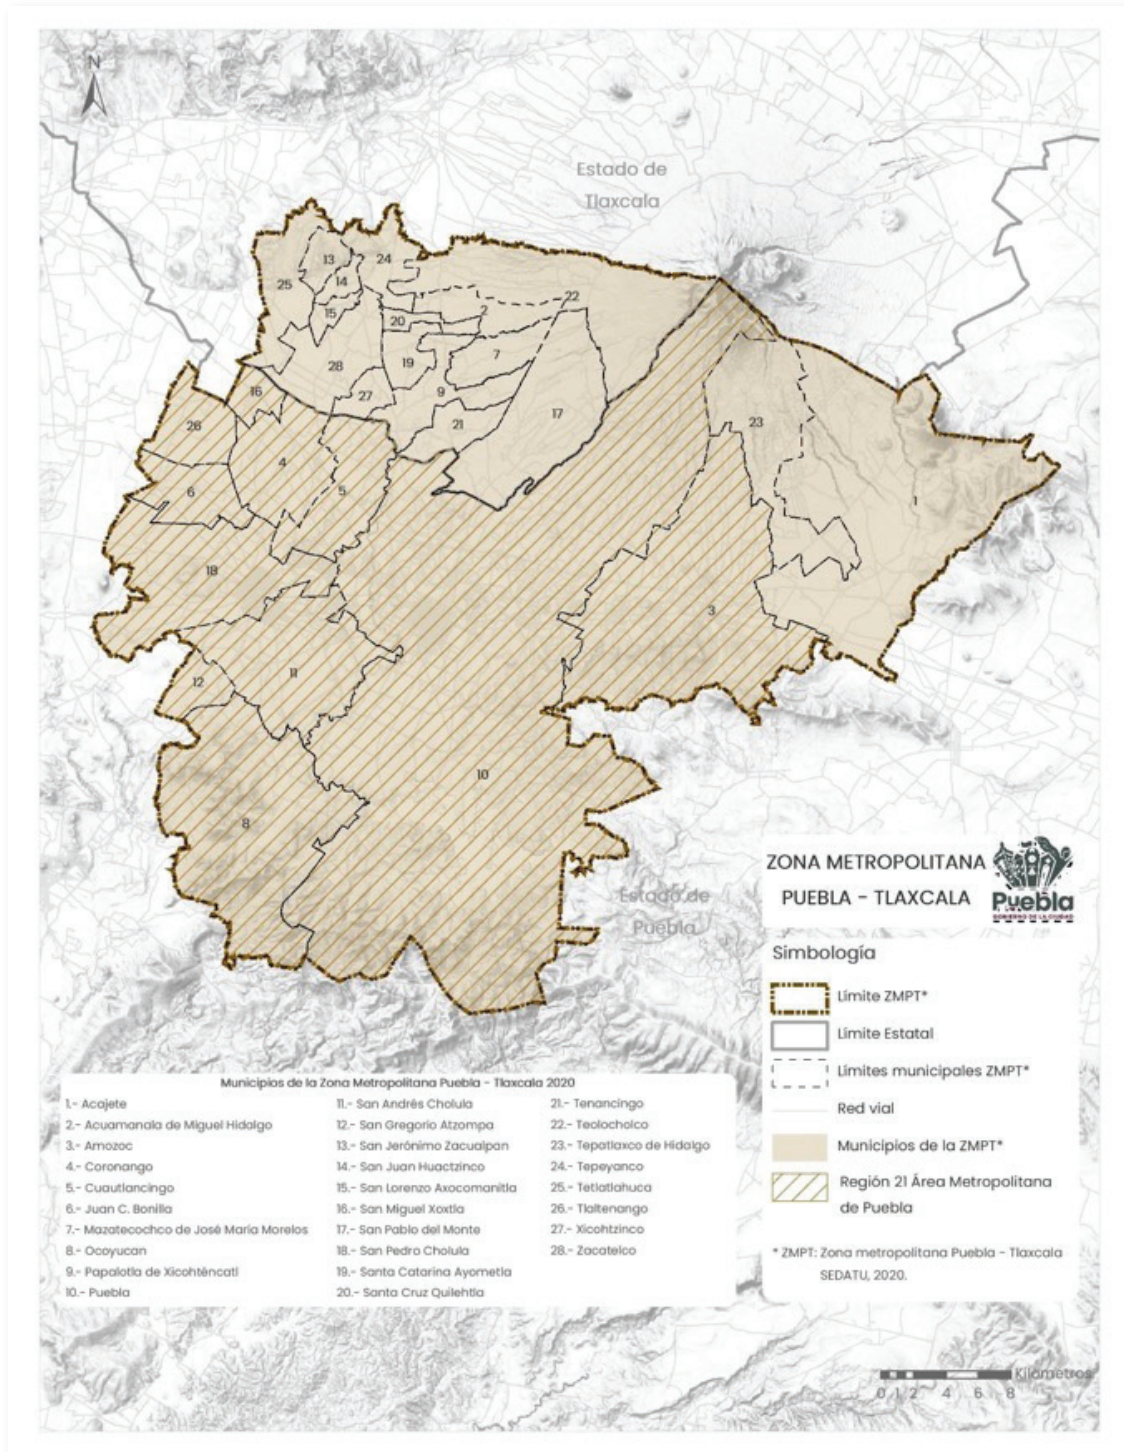 N
Estado de
Tlaxcala
13
24
25
14
22
15
2
20
28
19
7
16
27
9
17
26
21
23
4
6
5
1
18
3
12
11
10
8
Estado de
Puebla
ZONA METROPOLITANA
PUEBLA - TLAXCALA
Puebla
GOBIERNO DE LA CIUDAD
Simbología
Límite ZMPT*
Límite Estatal
Límites municipales ZMPT*
Red vial
Municipios de la ZMPT*
Región 21 Área Metropolitana
de Puebla
* ZMPT: Zona metropolitana Puebla - Tlaxcala
SEDATU, 2020.
Municipios de la Zona Metropolitana Puebla - Tlaxcala 2020
1.- Acajete
2.- Acuamanala de Miguel Hidalgo
3.- Amozoc
4.- Coronango
5.- Cuautlancingo
6.- Juan C. Bonilla
7.- Mazatecochco de José María Morelos
8.- Ocoyucan
9.- Papalotla de Xicohténcatl
10.- Puebla
11.- San Andrés Cholula
12.- San Gregorio Atzompa
13.- San Jerónimo Zacualpan
14.- San Juan Huactzinco
15.- San Lorenzo Axocomanitla
16.- San Miguel Xoxtla
17.- San Pablo del Monte
18.- San Pedro Cholula
19.- Santa Catarina Ayometla
20.- Santa Cruz Quilehtla
21.- Tenancingo
22.- Teolocholco
23.- Tepatlaxco de Hidalgo
24.- Tepeyanco
25.- Tetlatlahuca
26.- Tlaltenango
27.- Xicohtzinco
28.- Zacatelco
Kilómetros
0 1 2 4 6 8